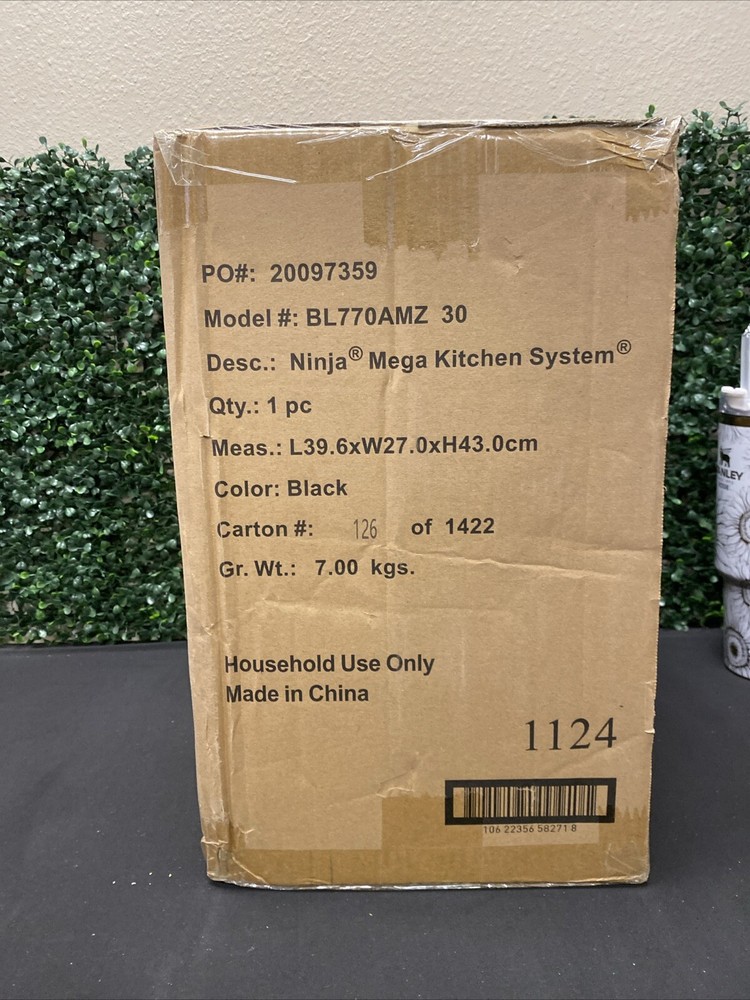 PO#: 20097359
Model #: BL770AMZ 30
Desc.: Ninja® Mega Kitchen System®
Qty.: 1 pc
Meas.: L39.6xW27.0xH43.0cm
Color: Black
Carton #: 126 of 1422
Gr. Wt.: 7.00 kgs.
Household Use Only
Made in China
1124
106 22356 58271 8
NLEY